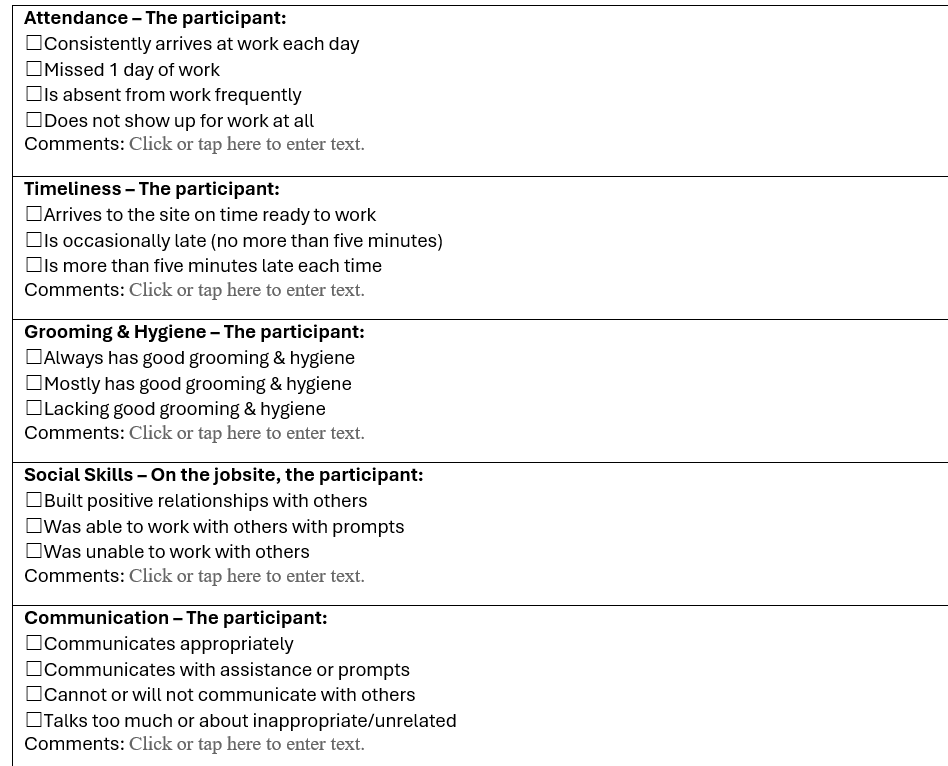 Attendance – The participant:
☐Consistently arrives at work each day
☐Missed 1 day of work
☐Is absent from work frequently
☐Does not show up for work at all
Comments: Click or tap here to enter text.
Timeliness – The participant:
☐Arrives to the site on time ready to work
☐Is occasionally late (no more than five minutes)
☐Is more than five minutes late each time
Comments: Click or tap here to enter text.
Grooming & Hygiene – The participant:
☐Always has good grooming & hygiene
☐Mostly has good grooming & hygiene
☐Lacking good grooming & hygiene
Comments: Click or tap here to enter text.
Social Skills – On the jobsite, the participant:
☐Built positive relationships with others
☐Was able to work with others with prompts
☐Was unable to work with others
Comments: Click or tap here to enter text.
Communication – The participant:
☐Communicates appropriately
☐Communicates with assistance or prompts
☐Cannot or will not communicate with others
☐Talks too much or about inappropriate/unrelated
Comments: Click or tap here to enter text.